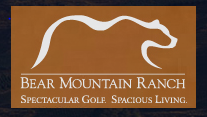 BEAR MOUNTAIN RANCH
SPECTACULAR GOLF. SPACIOUS LIVING.